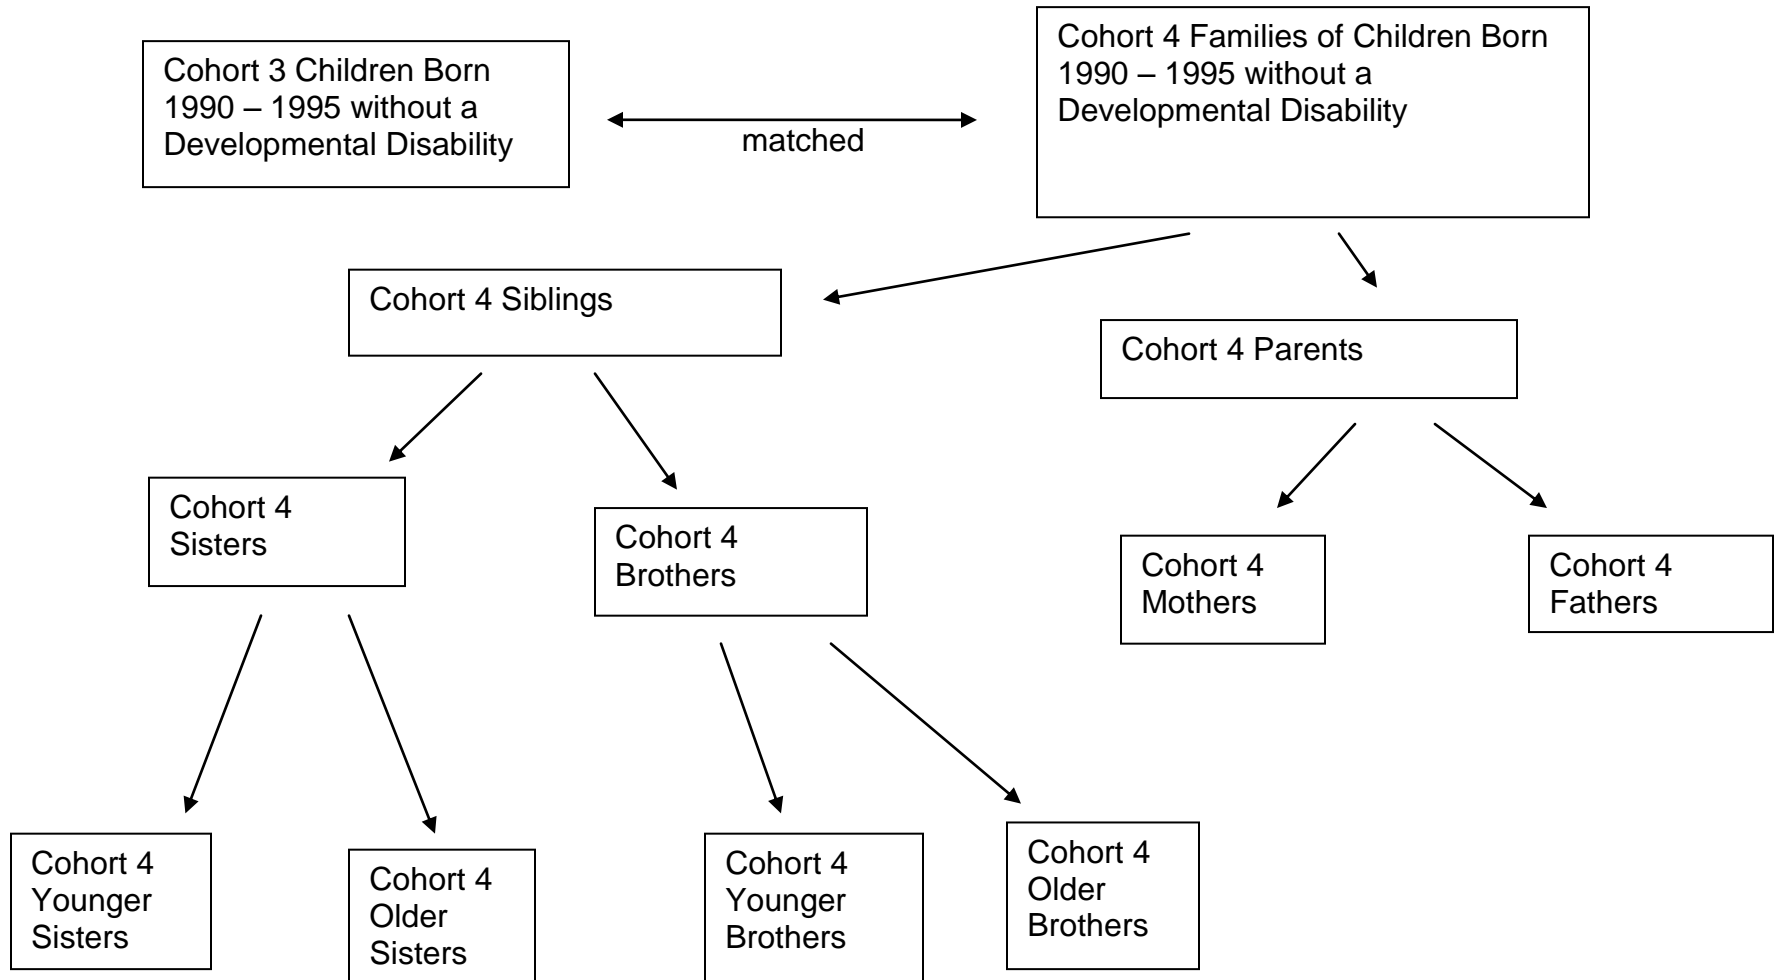 Cohort 3 Children Born
1990 – 1995 without a
Developmental Disability
matched
Cohort 4 Families of Children Born
1990 – 1995 without a
Developmental Disability
Cohort 4 Siblings
Cohort 4 Parents
Cohort 4
Sisters
Cohort 4
Brothers
Cohort 4
Mothers
Cohort 4
Fathers
Cohort 4
Younger
Sisters
Cohort 4
Older
Sisters
Cohort 4
Younger
Brothers
Cohort 4
Older
Brothers